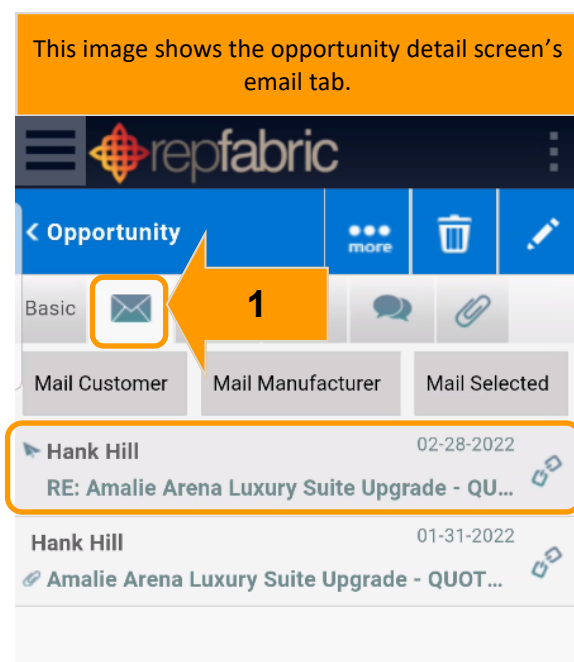 This image shows the opportunity detail screen’s
email tab.
repfabric
< Opportunity
more
Basic
1
Mail Customer
Mail Manufacturer
Mail Selected
Hank Hill
02-28-2022
RE: Amalie Arena Luxury Suite Upgrade - QU...
Hank Hill
01-31-2022
Amalie Arena Luxury Suite Upgrade - QUOT...